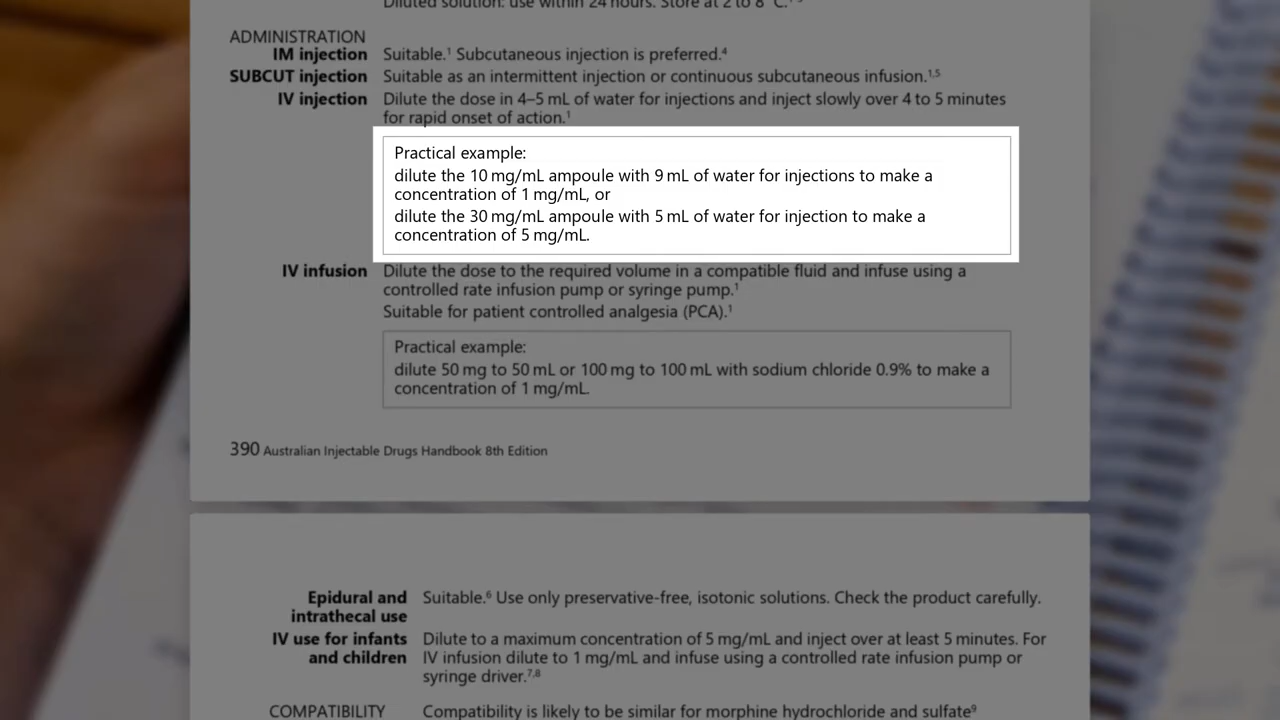 Diluted solution: use within 24 hours. Store at 2 to 8 °C.
ADMINISTRATION
IM injection Suitable.¹ Subcutaneous injection is preferred.⁴
SUBCUT injection Suitable as an intermittent injection or continuous subcutaneous infusion.¹,⁵
IV injection Dilute the dose in 4–5 mL of water for injections and inject slowly over 4 to 5 minutes
for rapid onset of action.¹
Practical example:
dilute the 10 mg/mL ampoule with 9 mL of water for injections to make a
concentration of 1 mg/mL, or
dilute the 30 mg/mL ampoule with 5 mL of water for injection to make a
concentration of 5 mg/mL.
IV infusion Dilute the dose to the required volume in a compatible fluid and infuse using a
controlled rate infusion pump or syringe pump.¹
Suitable for patient controlled analgesia (PCA).¹
Practical example:
dilute 50 mg to 50 mL or 100 mg to 100 mL with sodium chloride 0.9% to make a
concentration of 1 mg/mL.
390 Australian Injectable Drugs Handbook 8th Edition
Epidural and Suitable.⁶ Use only preservative-free, isotonic solutions. Check the product carefully.
intrathecal use
IV use for infants Dilute to a maximum concentration of 5 mg/mL and inject over at least 5 minutes. For
and children IV infusion dilute to 1 mg/mL and infuse using a controlled rate infusion pump or
syringe driver.⁷,⁸
COMPATIBILITY Compatibility is likely to be similar for morphine hydrochloride and sulfate⁹